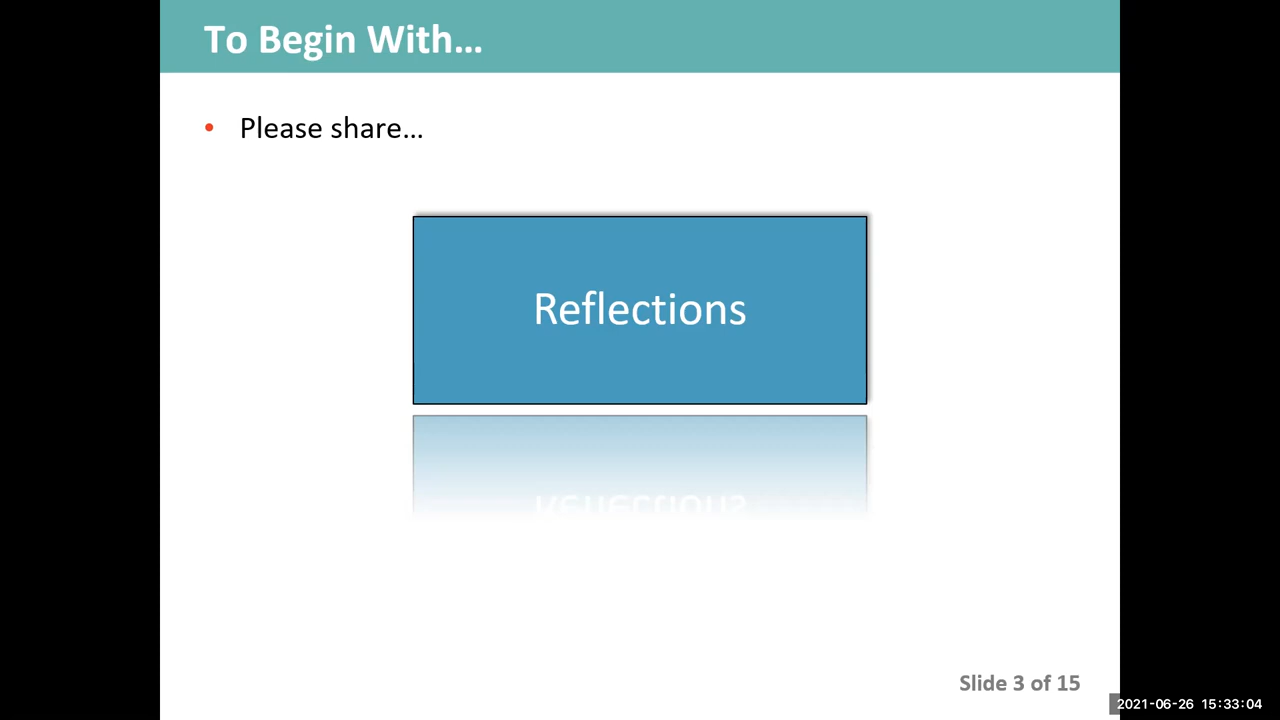 To Begin With...
• Please share...
Reflections
Slide 3 of 15
2021-06-26 15:33:04